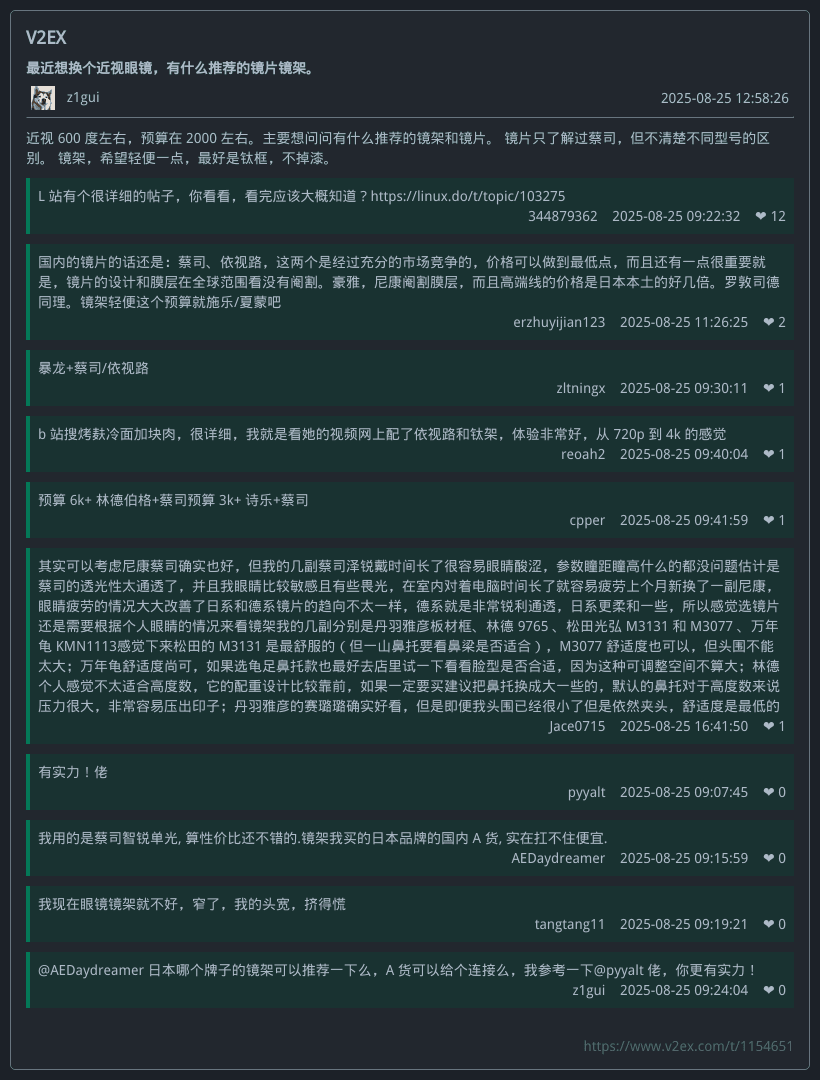 V2EX
最近想换个近视眼镜，有什么推荐的镜片镜架。
z1gui 2025-08-25 12:58:26
近视 600 度左右，预算在 2000 左右。主要想问问有什么推荐的镜架和镜片。 镜片只了解过蔡司，但不清楚不同型号的区
别。 镜架，希望轻便一点，最好是钛框，不掉漆。
L 站有个很详细的帖子，你看看，看完应该大概知道？https://linux.do/t/topic/103275
344879362 2025-08-25 09:22:32 ❤ 12
国内的镜片的话还是：蔡司、依视路，这两个是经过充分的市场竞争的，价格可以做到最低点，而且还有一点很重要就
是，镜片的设计和膜层在全球范围看没有阉割。豪雅，尼康阉割膜层，而且高端线的价格是日本本土的好几倍。罗敦司德
同理。镜架轻便这个预算就施乐/夏蒙吧
erzhuyijian123 2025-08-25 11:26:25 ❤ 2
暴龙+蔡司/依视路
zltningx 2025-08-25 09:30:11 ❤ 1
b 站搜烤麸冷面加块肉，很详细，我就是看她的视频网上配了依视路和钛架，体验非常好，从 720p 到 4k 的感觉
reoah2 2025-08-25 09:40:04 ❤ 1
预算 6k+ 林德伯格+蔡司预算 3k+ 诗乐+蔡司
cpper 2025-08-25 09:41:59 ❤ 1
其实可以考虑尼康蔡司确实也好，但我的几副蔡司泽锐戴时间长了很容易眼睛酸涩，参数瞳距瞳高什么的都没问题估计是
蔡司的透光性太通透了，并且我眼睛比较敏感且有些畏光，在室内对着电脑时间长了就容易疲劳上个月新换了一副尼康，
眼睛疲劳的情况大大改善了日系和德系镜片的趋向不太一样，德系就是非常锐利通透，日系更柔和一些，所以感觉选镜片
还是需要根据个人眼睛的情况来看镜架我的几副分别是丹羽雅彦板材框、林德 9765 、松田光弘 M3131 和 M3077 、万年
龟 KMN1113感觉下来松田的 M3131 是最舒服的（但一山鼻托要看鼻梁是否适合），M3077 舒适度也可以，但头围不能
太大；万年龟舒适度尚可，如果选龟足鼻托款也最好去店里试一下看看脸型是否合适，因为这种可调整空间不算大；林德
个人感觉不太适合高度数，它的配重设计比较靠前，如果一定要买建议把鼻托换成大一些的，默认的鼻托对于高度数来说
压力很大，非常容易压出印子；丹羽雅彦的赛璐璐确实好看，但是即便我头围已经很小了但是依然夹头，舒适度是最低的
Jace0715 2025-08-25 16:41:50 ❤ 1
有实力！佬
pyyalt 2025-08-25 09:07:45 ❤ 0
我用的是蔡司智锐单光, 算性价比还不错的.镜架我买的日本品牌的国内 A 货, 实在扛不住便宜.
AEDaydreamer 2025-08-25 09:15:59 ❤ 0
我现在眼镜镜架就不好，窄了，我的头宽，挤得慌
tangtang11 2025-08-25 09:19:21 ❤ 0
@AEDaydreamer 日本哪个牌子的镜架可以推荐一下么，A 货可以给个连接么，我参考一下@pyyalt 佬，你更有实力！
z1gui 2025-08-25 09:24:04 ❤ 0
https://www.v2ex.com/t/1154651